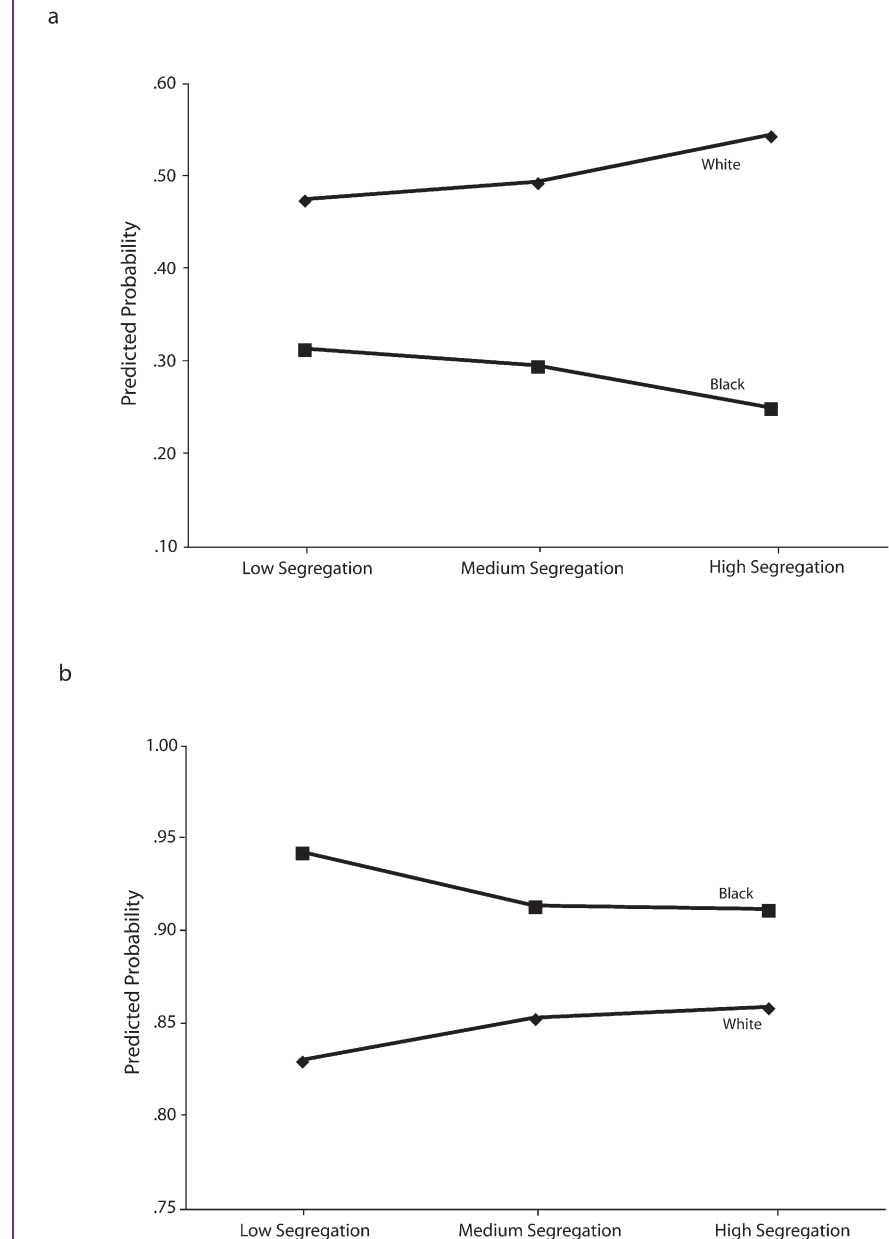 a
.60
.50
.40
.30
.20
.10
Predicted Probability
White
Black
Low Segregation Medium Segregation High Segregation
b
1.00
.95
.90
.85
.80
.75
Predicted Probability
Black
White
Low Segregation Medium Segregation High Segregation